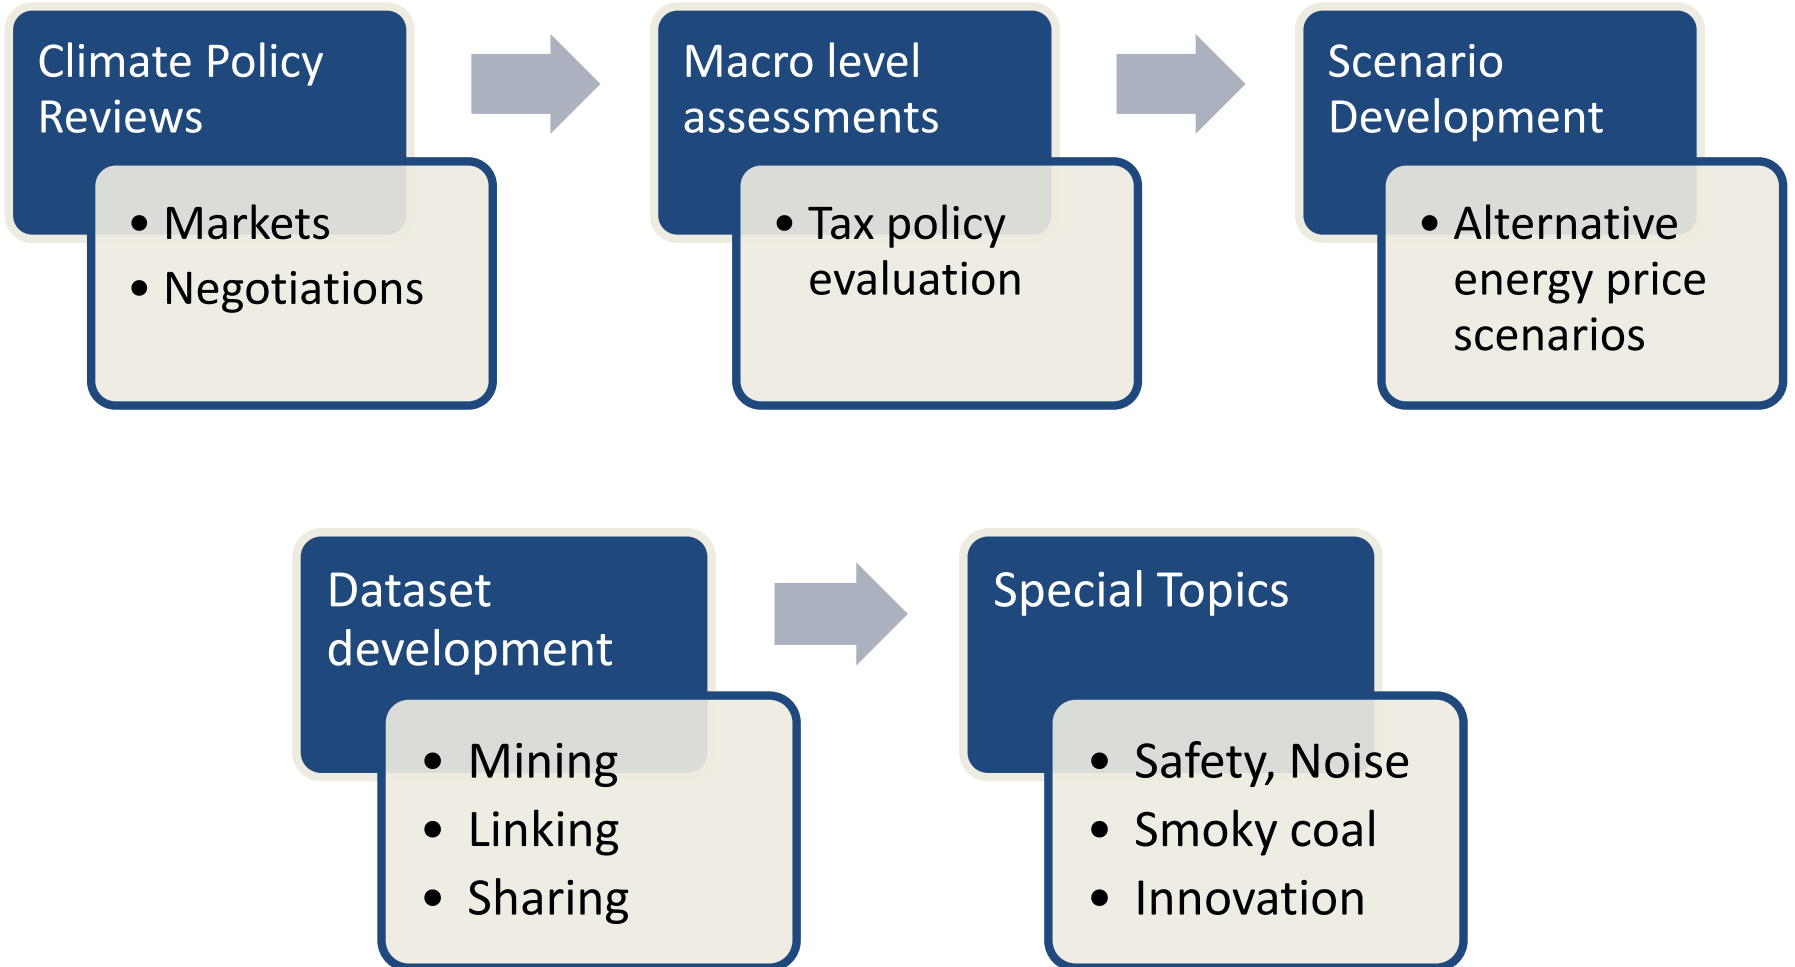 Climate Policy
Reviews
• Markets
• Negotiations
Macro level
assessments
• Tax policy
evaluation
Scenario
Development
• Alternative
energy price
scenarios
Dataset
development
• Mining
• Linking
• Sharing
Special Topics
• Safety, Noise
• Smoky coal
• Innovation